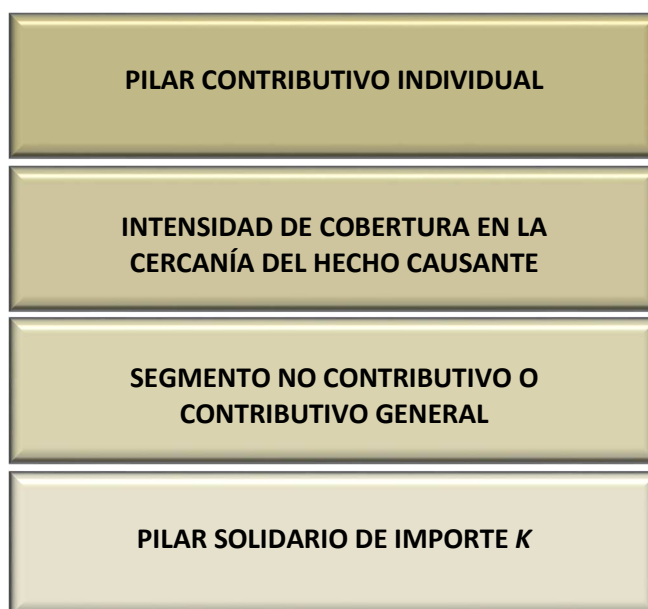 PILAR CONTRIBUTIVO INDIVIDUAL
INTENSIDAD DE COBERTURA EN LA
CERCANÍA DEL HECHO CAUSANTE
SEGMENTO NO CONTRIBUTIVO O
CONTRIBUTIVO GENERAL
PILAR SOLIDARIO DE IMPORTE K